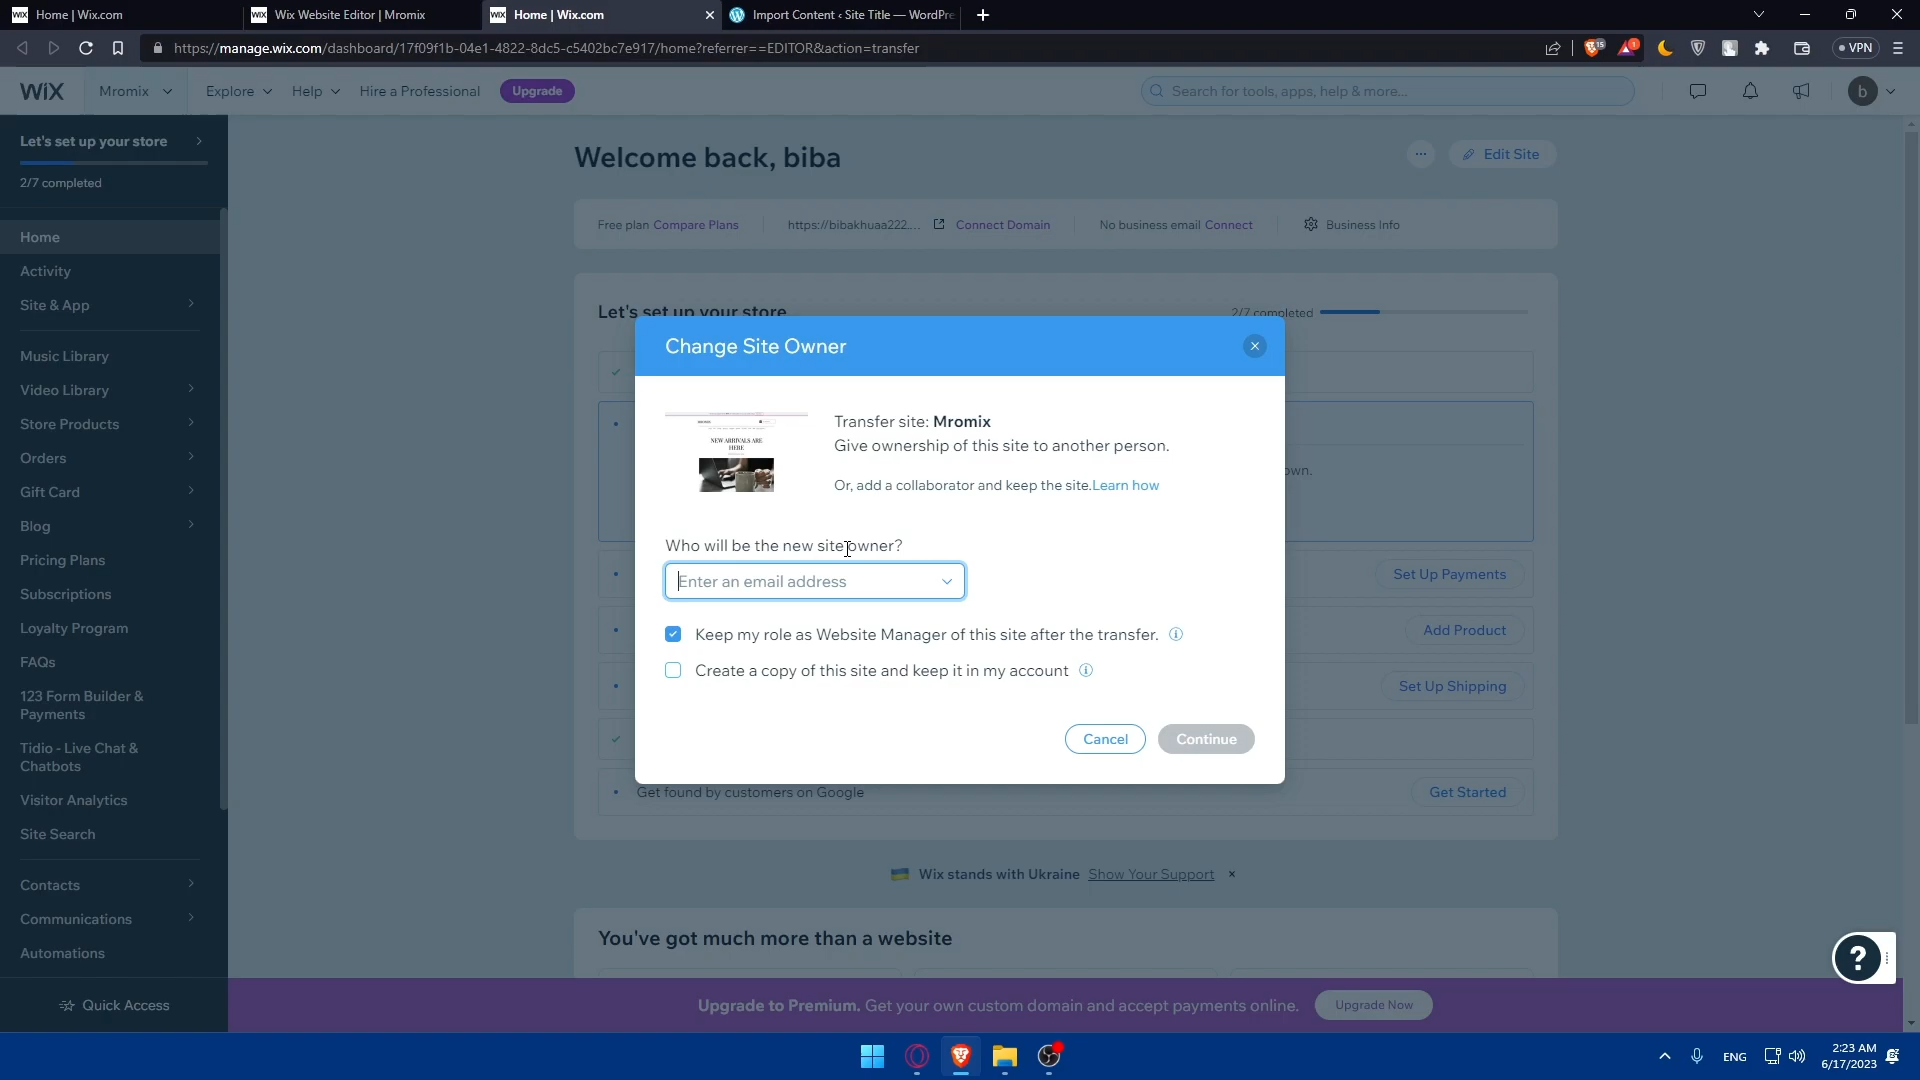 Home | Wix.com
Wix Website Editor | Mromix
Home | Wix.com
Import Content ‹ Site Title — WordPre
https://manage.wix.com/dashboard/17f09f1b-04e1-4822-8dc5-c5402bc7e917/home?referrer==EDITOR&action=transfer
15
1
VPN
WiX
Mromix
Explore
Help
Hire a Professional
Upgrade
Search for tools, apps, help & more...
b
Let's set up your store
2/7 completed
Home
Activity
Site & App
Music Library
Video Library
Store Products
Orders
Gift Card
Blog
Pricing Plans
Subscriptions
Loyalty Program
FAQs
123 Form Builder &
Payments
Tidio - Live Chat &
Chatbots
Visitor Analytics
Site Search
Contacts
Communications
Automations
Quick Access
Welcome back, biba
... Edit Site
Free plan Compare Plans
https://bibakhuaa222....
Connect Domain
No business email Connect
Business Info
Let's set up your store
2/7 completed
Change Site Owner
NEW ARRIVALS ARE
HERE
Transfer site: Mromix
Give ownership of this site to another person.
Or, add a collaborator and keep the site.Learn how
own.
Who will be the new site owner?
Enter an email address
Keep my role as Website Manager of this site after the transfer.
Create a copy of this site and keep it in my account
Cancel
Continue
Set Up Payments
Add Product
Set Up Shipping
Get found by customers on Google
Get Started
Wix stands with Ukraine Show Your Support
You've got much more than a website
Upgrade to Premium. Get your own custom domain and accept payments online.
Upgrade Now
?
ENG
2:23 AM
6/17/2023